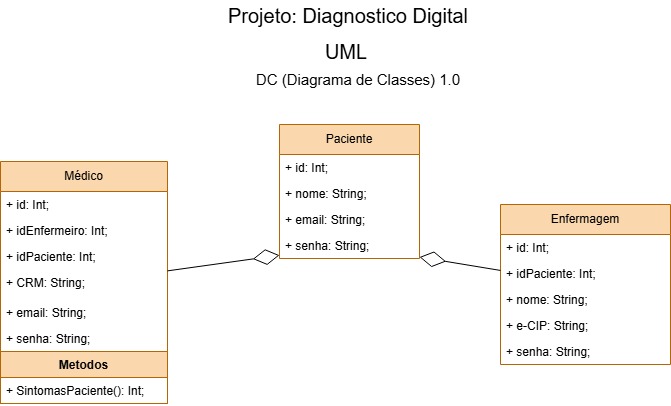 Projeto: Diagnostico Digital
UML
DC (Diagrama de Classes) 1.0
Paciente
+ id: Int;
+ nome: String;
+ email: String;
+ senha: String;
Médico
+ id: Int;
+ idEnfermeiro: Int;
+ idPaciente: Int;
+ CRM: String;
+ email: String;
+ senha: String;
Metodos
+ SintomasPaciente(): Int;
Enfermagem
+ id: Int;
+ idPaciente: Int;
+ nome: String;
+ e-CIP: String;
+ senha: String;